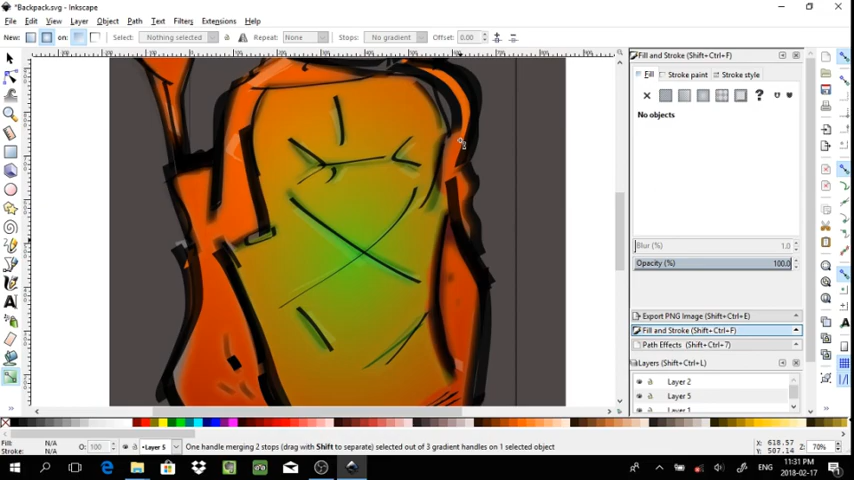 *Backpack.svg - Inkscape
File Edit View Layer Object Path Text Filters Extensions Help
New: on: Select: Nothing selected Repeat: None Stops: No gradient Offset: 0.00
Fill and Stroke (Shift+Ctrl+F)
Fill Stroke paint Stroke style
?
No objects
Blur (%) 1.0
Opacity (%) 100.0
Export PNG Image (Shift+Ctrl+E)
Fill and Stroke (Shift+Ctrl+F)
Path Effects (Shift+Ctrl+7)
Layers (Shift+Ctrl+L)
Layer 2
Layer 5
Layer 1
Fill: N/A
Stroke: N/A
O: 100
Layer 5
One handle merging 2 stops (drag with Shift to separate) selected out of 3 gradient handles on 1 selected object
X: 618.57
Y: 507.14
Z: 70%
ENG
11:31 PM
2018-02-17